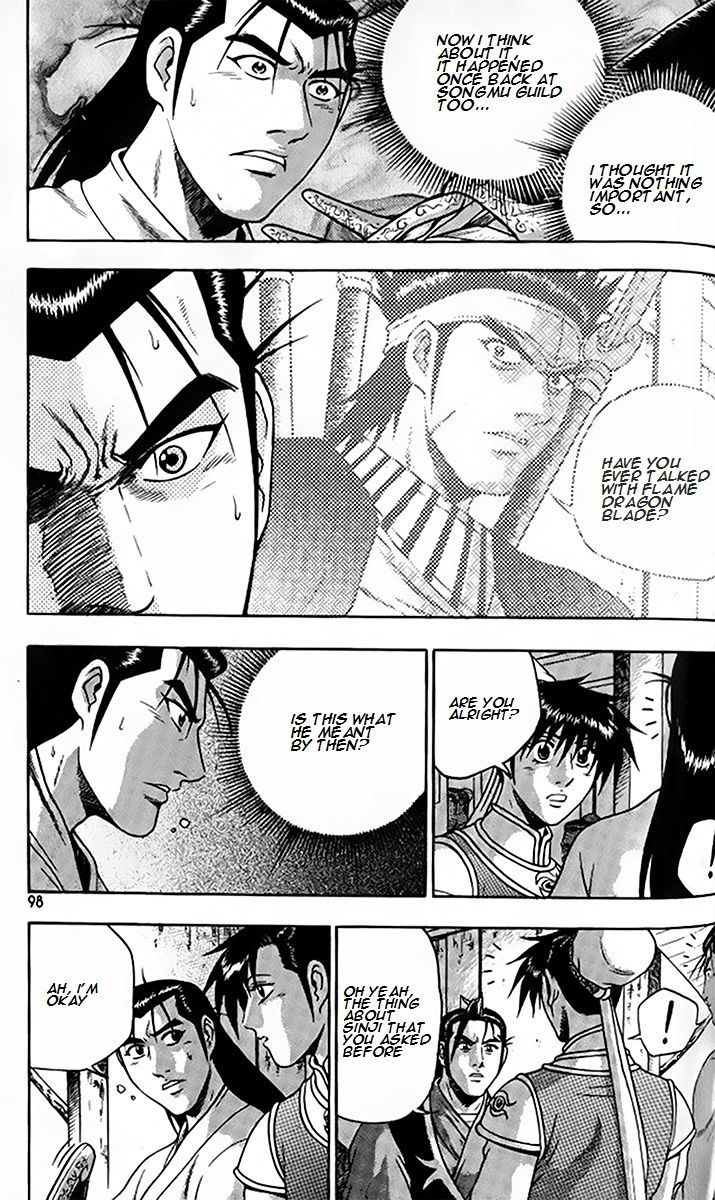 NOW I THINK
ABOUT IT,
IT HAPPENED
ONCE BACK AT
SONGMU GUILD
TOO...
I THOUGHT IT
WAS NOTHING
IMPORTANT,
SO...
HAVE YOU
EVER TALKED
WITH FLAME
DRAGON
BLADE?
IS THIS WHAT
HE MEANT
BY THEN?
ARE YOU
ALRIGHT?
!
98
AH, I'M
OKAY
OH YEAH,
THE THING
ABOUT
SINJI THAT
YOU ASKED
BEFORE
!